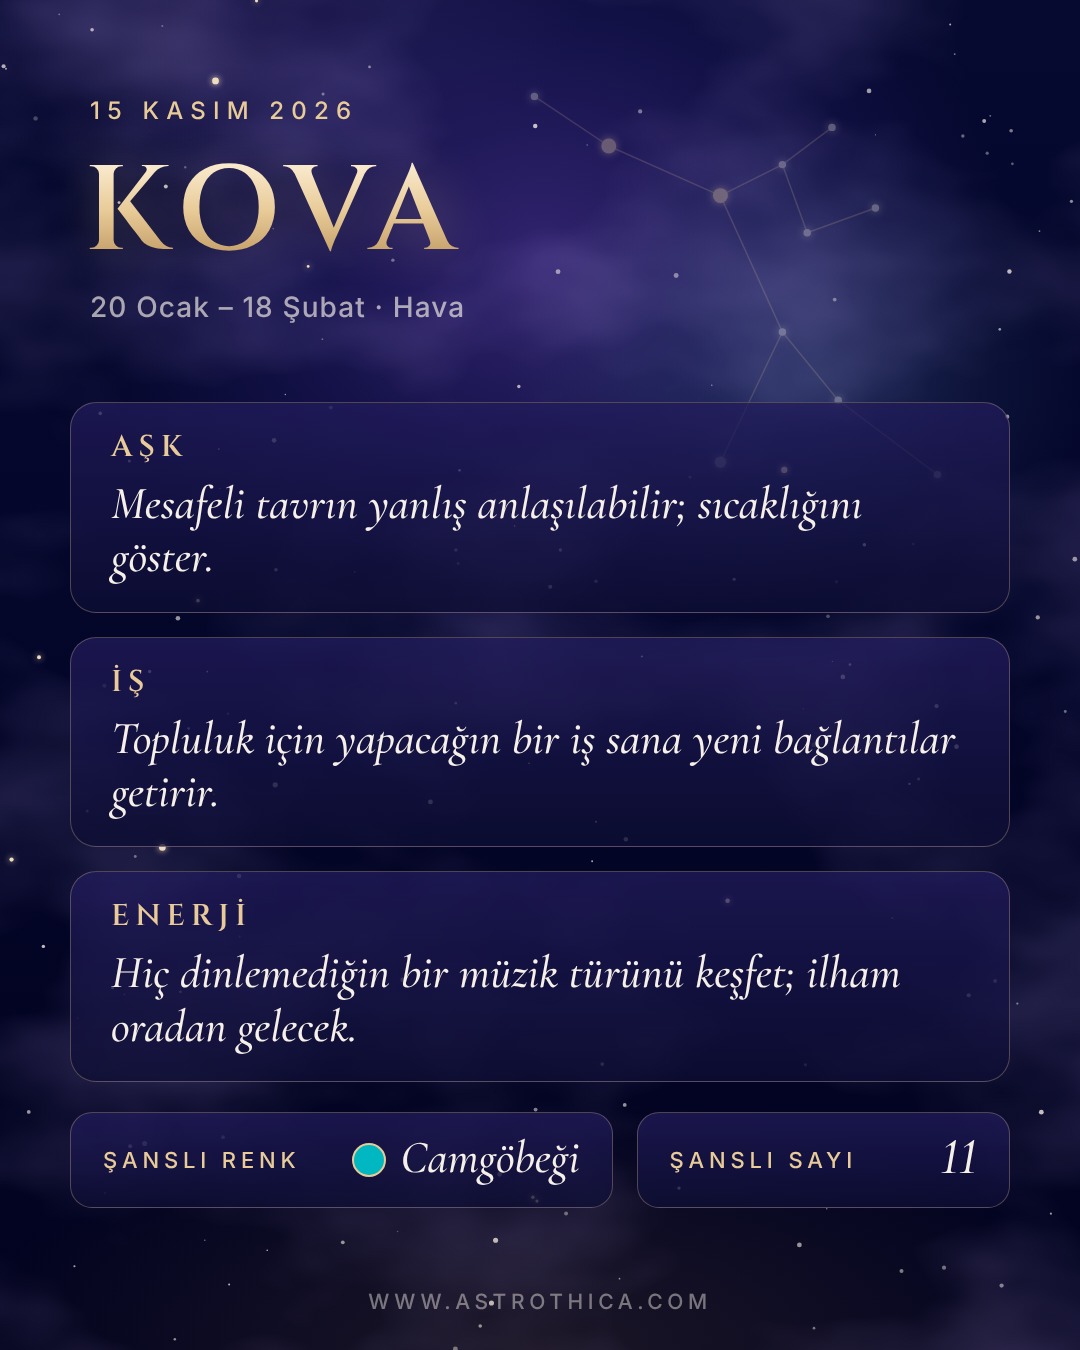 15 KASIM 2026
KOVA
20 Ocak – 18 Şubat · Hava
AŞK
Mesafeli tavrın yanlış anlaşılabilir; sıcaklığını
göster.
İŞ
Topluluk için yapacağın bir iş sana yeni bağlantılar
getirir.
ENERJİ
Hiç dinlemediğin bir müzik türünü keşfet; ilham
oradan gelecek.
ŞANSLI RENK Camgöbeği
ŞANSLI SAYI 11
WWW.ASTROTHICA.COM